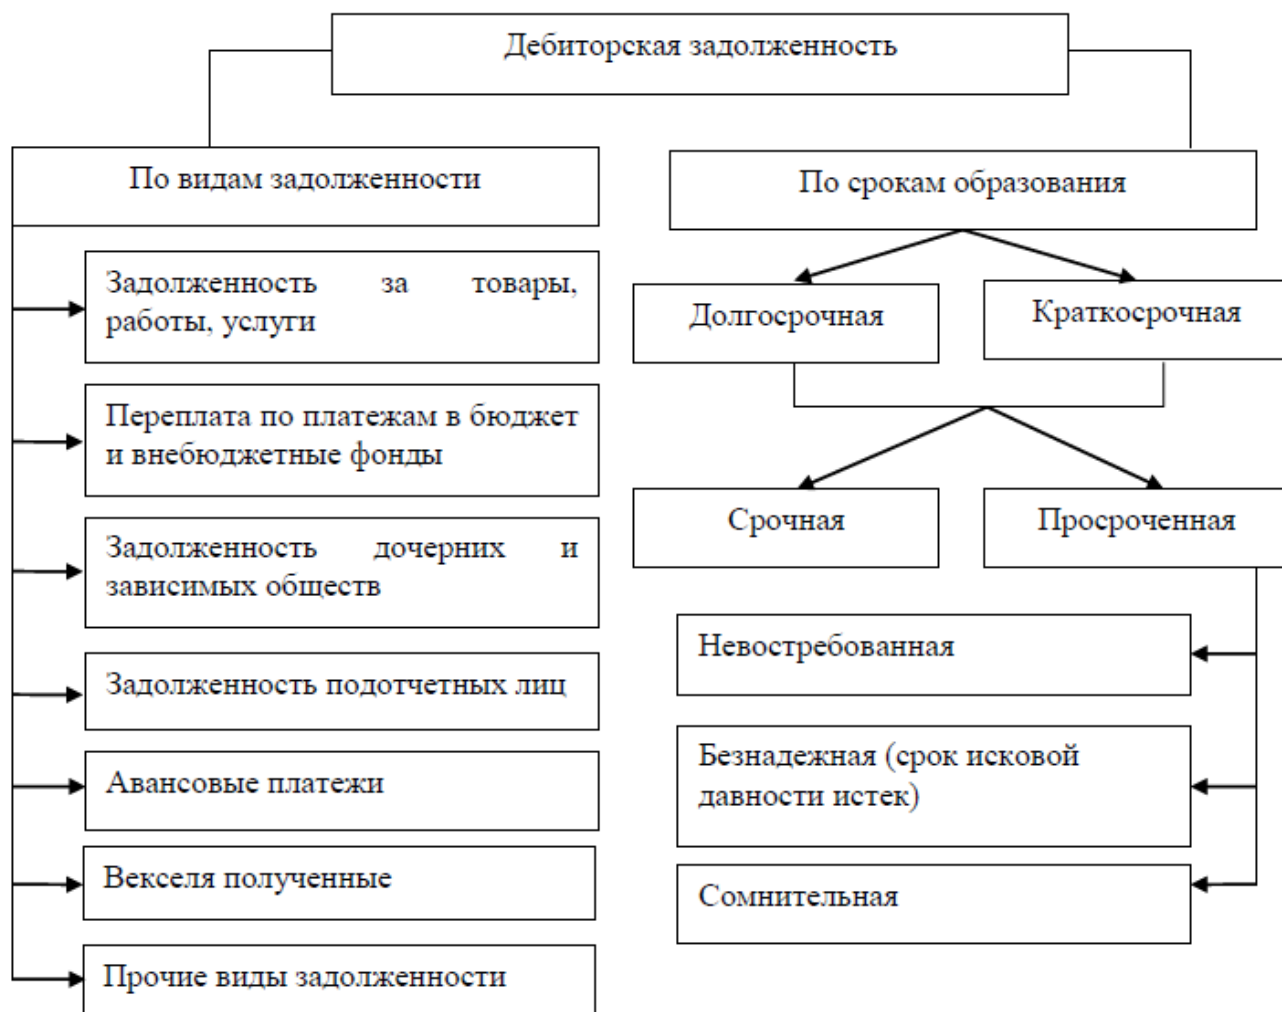 Дебиторская задолженность
По видам задолженности
Задолженность за товары,
работы, услуги
Переплата по платежам в бюджет
и внебюджетные фонды
Задолженность дочерних и
зависимых обществ
Задолженность подотчетных лиц
Авансовые платежи
Векселя полученные
Прочие виды задолженности
По срокам образования
Долгосрочная
Краткосрочная
Срочная
Просроченная
Невостребованная
Безнадежная (срок исковой
давности истек)
Сомнительная